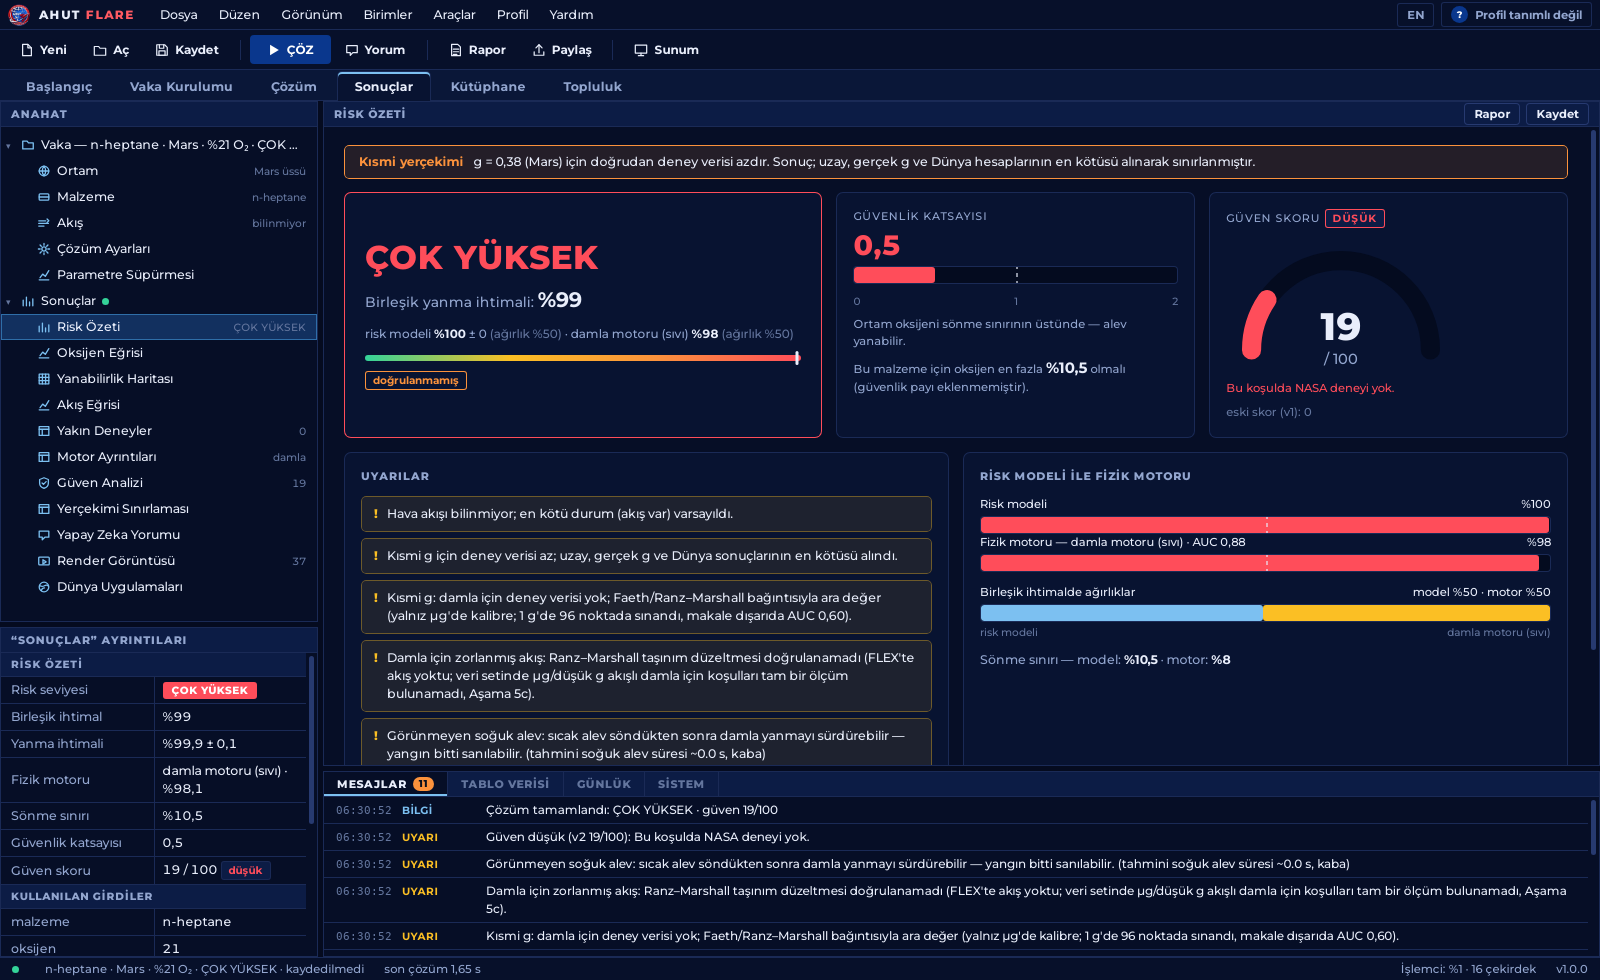 AHUT FLARE Dosya Düzen Görünüm Birimler Araçlar Profil Yardım EN ? Profil tanımlı değil
Yeni Aç Kaydet ÇÖZ Yorum Rapor Paylaş Sunum
Başlangıç Vaka Kurulumu Çözüm Sonuçlar Kütüphane Topluluk
ANAHAT
Vaka — n-heptane · Mars · %21 O₂ · ÇOK ...
Ortam Mars üssü
Malzeme n-heptane
Akış bilinmiyor
Çözüm Ayarları
Parametre Süpürmesi
Sonuçlar
Risk Özeti ÇOK YÜKSEK
Oksijen Eğrisi
Yanabilirlik Haritası
Akış Eğrisi
Yakın Deneyler 0
Motor Ayrıntıları damla
Güven Analizi 19
Yerçekimi Sınırlaması
Yapay Zeka Yorumu
Render Görüntüsü 37
Dünya Uygulamaları
“SONUÇLAR” AYRINTILARI
RİSK ÖZETİ
Risk seviyesi ÇOK YÜKSEK
Birleşik ihtimal %99
Yanma ihtimali %99,9 ± 0,1
Fizik motoru damla motoru (sıvı) ·
%98,1
Sönme sınırı %10,5
Güvenlik katsayısı 0,5
Güven skoru 19 / 100 düşük
KULLANILAN GİRDİLER
malzeme n-heptane
oksijen 21
RİSK ÖZETİ Rapor Kaydet
Kısmi yerçekimi g = 0,38 (Mars) için doğrudan deney verisi azdır. Sonuç; uzay, gerçek g ve Dünya hesaplarının en kötüsü alınarak sınırlanmıştır.
ÇOK YÜKSEK
Birleşik yanma ihtimali: %99
risk modeli %100 ± 0 (ağırlık %50) · damla motoru (sıvı) %98 (ağırlık %50)
doğrulanmamış
GÜVENLİK KATSAYISI
0,5
0 1 2
Ortam oksijeni sönme sınırının üstünde — alev
yanabilir.
Bu malzeme için oksijen en fazla %10,5 olmalı
(güvenlik payı eklenmemiştir).
GÜVEN SKORU DÜŞÜK
19
/ 100
Bu koşulda NASA deneyi yok.
eski skor (v1): 0
UYARILAR
! Hava akışı bilinmiyor; en kötü durum (akış var) varsayıldı.
! Kısmi g için deney verisi az; uzay, gerçek g ve Dünya sonuçlarının en kötüsü alındı.
! Kısmi g: damla için deney verisi yok; Faeth/Ranz–Marshall bağıntısıyla ara değer
(yalnız µg'de kalibre; 1 g'de 96 noktada sınandı, makale dışarıda AUC 0,60).
! Damla için zorlanmış akış: Ranz–Marshall taşınım düzeltmesi doğrulanamadı (FLEX'te
akış yoktu; veri setinde µg/düşük g akışlı damla için koşulları tam bir ölçüm
bulunamadı, Aşama 5c).
! Görünmeyen soğuk alev: sıcak alev söndükten sonra damla yanmayı sürdürebilir —
yangın bitti sanılabilir. (tahmini soğuk alev süresi ~0.0 s, kaba)
RİSK MODELİ İLE FİZİK MOTORU
Risk modeli %100
Fizik motoru — damla motoru (sıvı) · AUC 0,88 %98
Birleşik ihtimalde ağırlıklar model %50 · motor %50
risk modeli damla motoru (sıvı)
Sönme sınırı — model: %10,5 · motor: %8
MESAJLAR 11 TABLO VERİSİ GÜNLÜK SİSTEM
06:30:52 BİLGİ Çözüm tamamlandı: ÇOK YÜKSEK · güven 19/100
06:30:52 UYARI Güven düşük (v2 19/100): Bu koşulda NASA deneyi yok.
06:30:52 UYARI Görünmeyen soğuk alev: sıcak alev söndükten sonra damla yanmayı sürdürebilir — yangın bitti sanılabilir. (tahmini soğuk alev süresi ~0.0 s, kaba)
06:30:52 UYARI Damla için zorlanmış akış: Ranz–Marshall taşınım düzeltmesi doğrulanamadı (FLEX'te akış yoktu; veri setinde µg/düşük g akışlı damla için koşulları tam bir ölçüm bulunamadı, Aşama
5c).
06:30:52 UYARI Kısmi g: damla için deney verisi yok; Faeth/Ranz–Marshall bağıntısıyla ara değer (yalnız µg'de kalibre; 1 g'de 96 noktada sınandı, makale dışarıda AUC 0,60).
n-heptane · Mars · %21 O₂ · ÇOK YÜKSEK · kaydedilmedi son çözüm 1,65 s İşlemci: %1 · 16 çekirdek v1.0.0